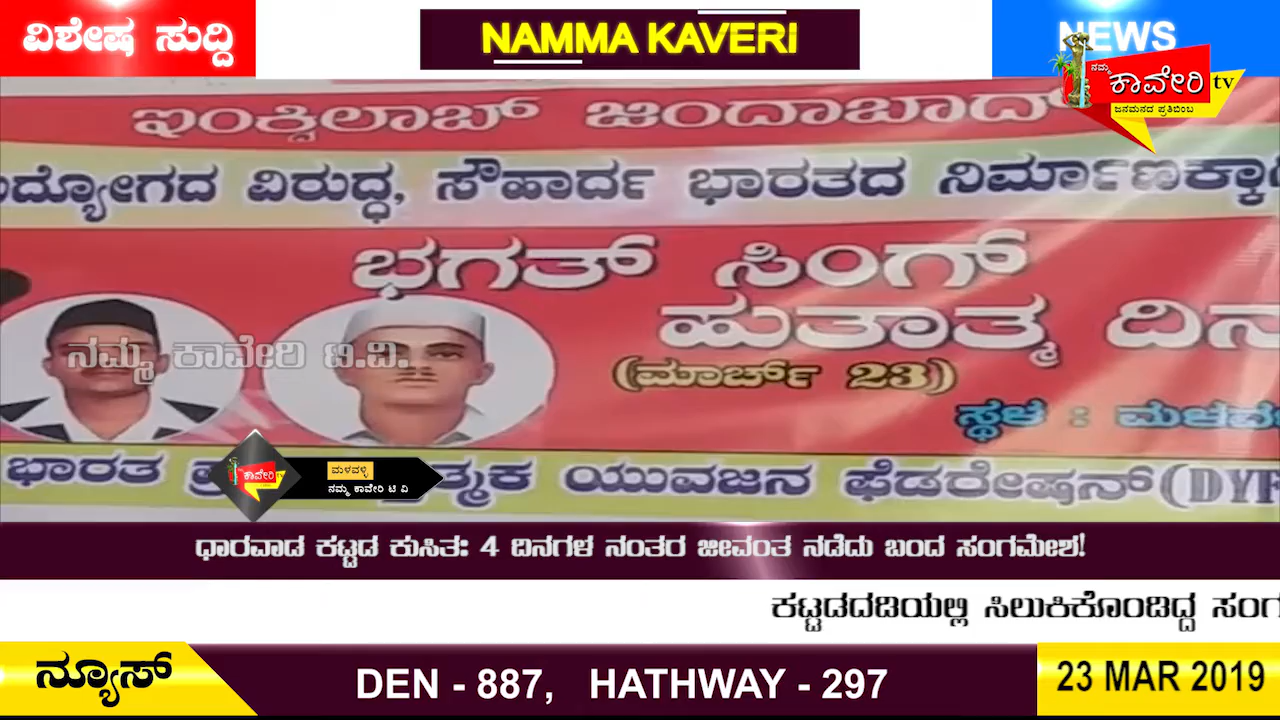 ವಿಶೇಷ ಸುದ್ದಿ
NAMMA KAVERI
NEWS
ನಮ್ಮ
ಕಾವೇರಿ tv
ಜನಮನದ ಪ್ರತಿಬಿಂಬ
ಇಂಕ್ವಿಲಾಬ್ ಜಿಂದಾಬಾದ್
ವಿರುದ್ಧ, ಸೌಹಾರ್ದ ಭಾರತದ
ಭಗತ್ ಸಿಂಗ್
ಹುತಾತ್ಮ ದಿನ
(ಮಾರ್ಚ್ 23)
ನಮ್ಮ ಕಾವೇರಿ ಟಿ.ವಿ.
ಸ್ಥಳ :
ಭಾರತ ಯುವಜನ ಫೆಡರೇಷನ್
ಕಾವೇರಿ
ಮಳವಳ್ಳಿ
ನಮ್ಮ ಕಾವೇರಿ ಟಿ ವಿ
ಧಾರವಾಡ ಕಟ್ಟಡ ಕುಸಿತ: 4 ದಿನಗಳ ನಂತರ ಜೀವಂತ ನಡೆದು ಬಂದ ಸಂಗಮೇಶ!
ಕಟ್ಟಡದಡಿಯಲ್ಲಿ ಸಿಲುಕಿಕೊಂಡಿದ್ದ ಸಂಗ
ನ್ಯೂಸ್
DEN - 887, HATHWAY - 297
23 MAR 2019